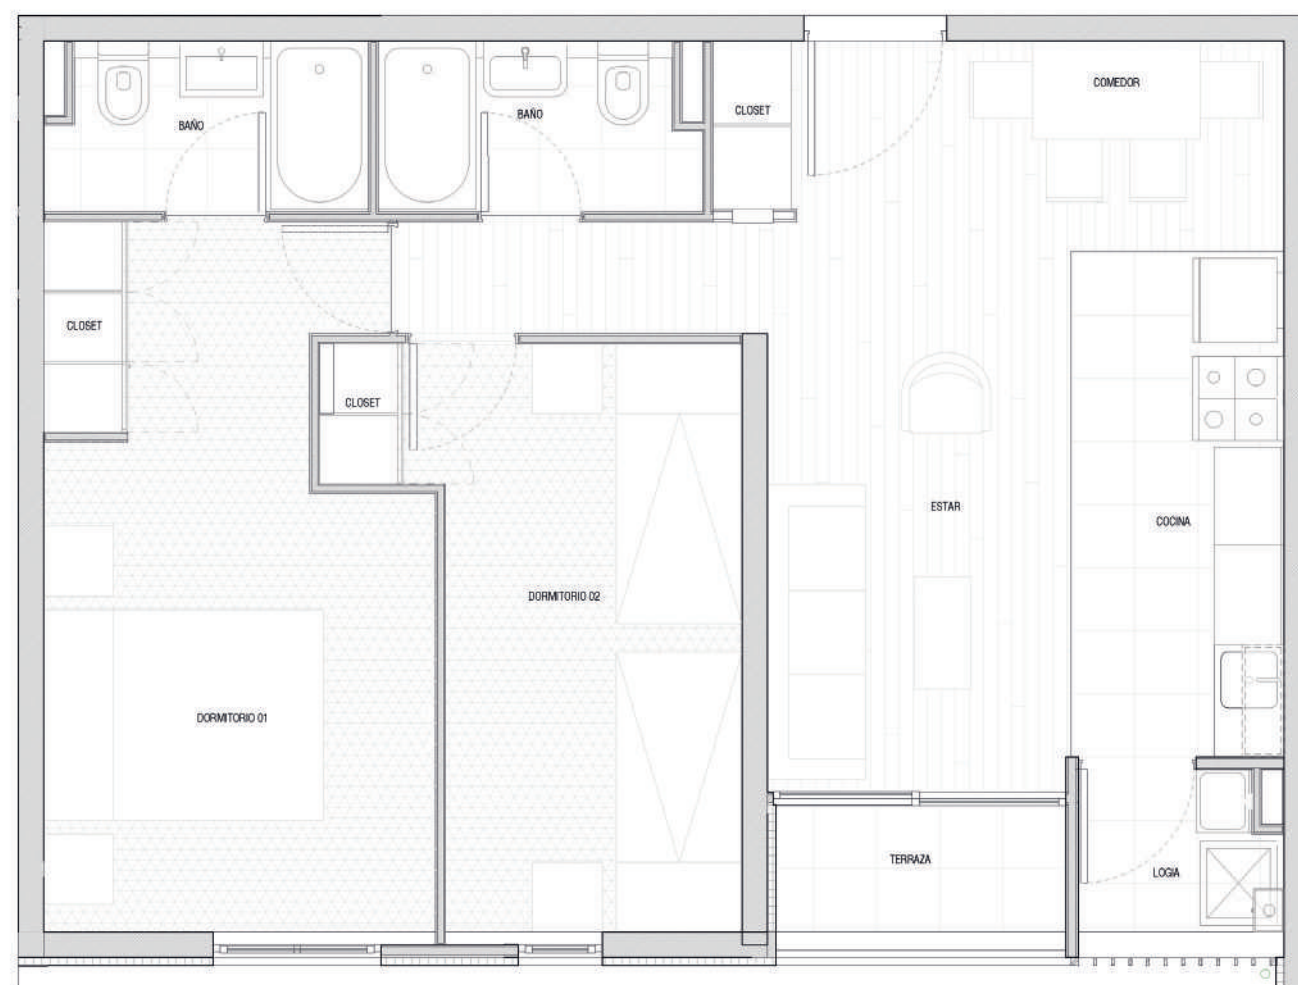 COMEDOR
CLOSET
BAÑO
BAÑO
CLOSET
CLOSET
ESTAR
COCINA
DORMITORIO 02
DORMITORIO 01
TERRAZA
LOGIA